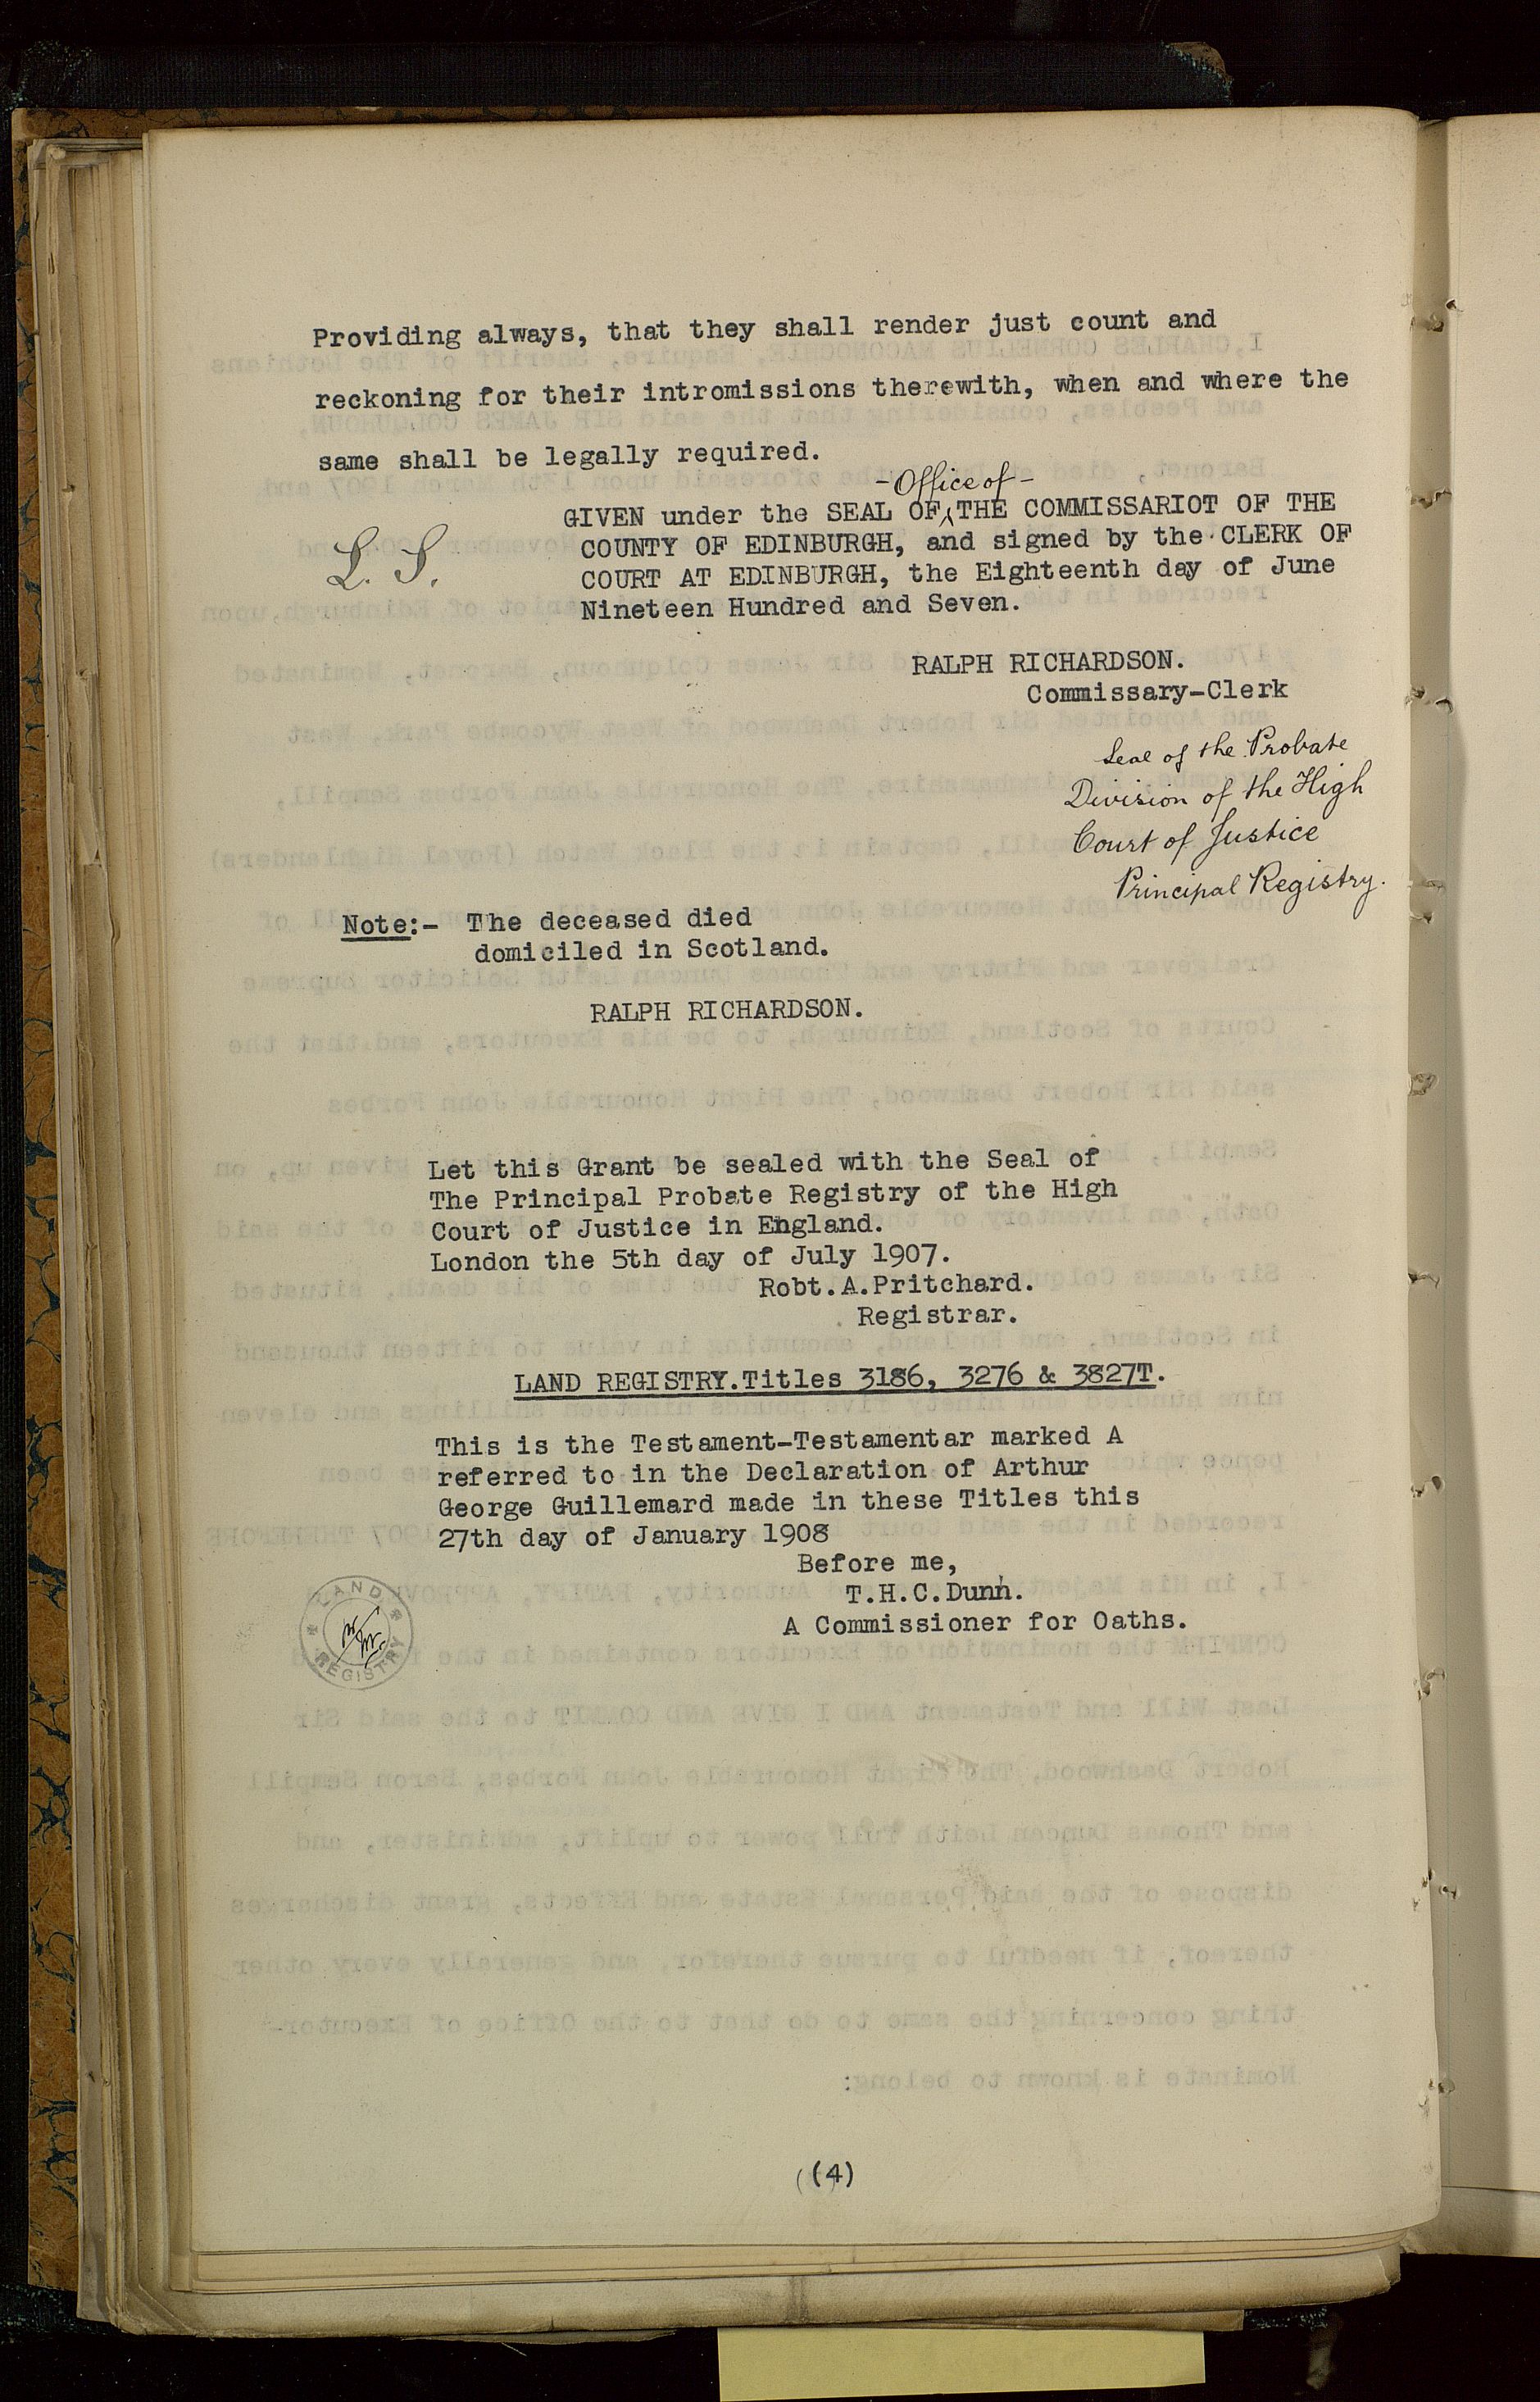 Providing always, that they shall render just count and
reckoning for their intromissions therewith, when and where the
same shall be legally required.
-Office of-
GIVEN under the SEAL OF THE COMMISSARIOT OF THE
L. S.
COUNTY OF EDINBURGH, and signed by the CLERK OF
COURT AT EDINBURGH, the Eighteenth day of June
Nineteen Hundred and Seven.
RALPH RICHARDSON.
Commissary-Clerk
Seal of the Probate
Division of the High
Court of Justice
Principal Registry.
Note:- The deceased died
domiciled in Scotland.
RALPH RICHARDSON.
Let this Grant be sealed with the Seal of
The Principal Probate Registry of the High
Court of Justice in England.
London the 5th day of July 1907.
Robt.A.Pritchard.
Registrar.
LAND REGISTRY.Titles 3186, 3276 & 3827T.
This is the Testament-Testamentar marked A
referred to in the Declaration of Arthur
George Guillemard made in these Titles this
27th day of January 1908
Before me,
T.H.C.Dunn.
A Commissioner for Oaths.
LAND
REGISTRY
(4)